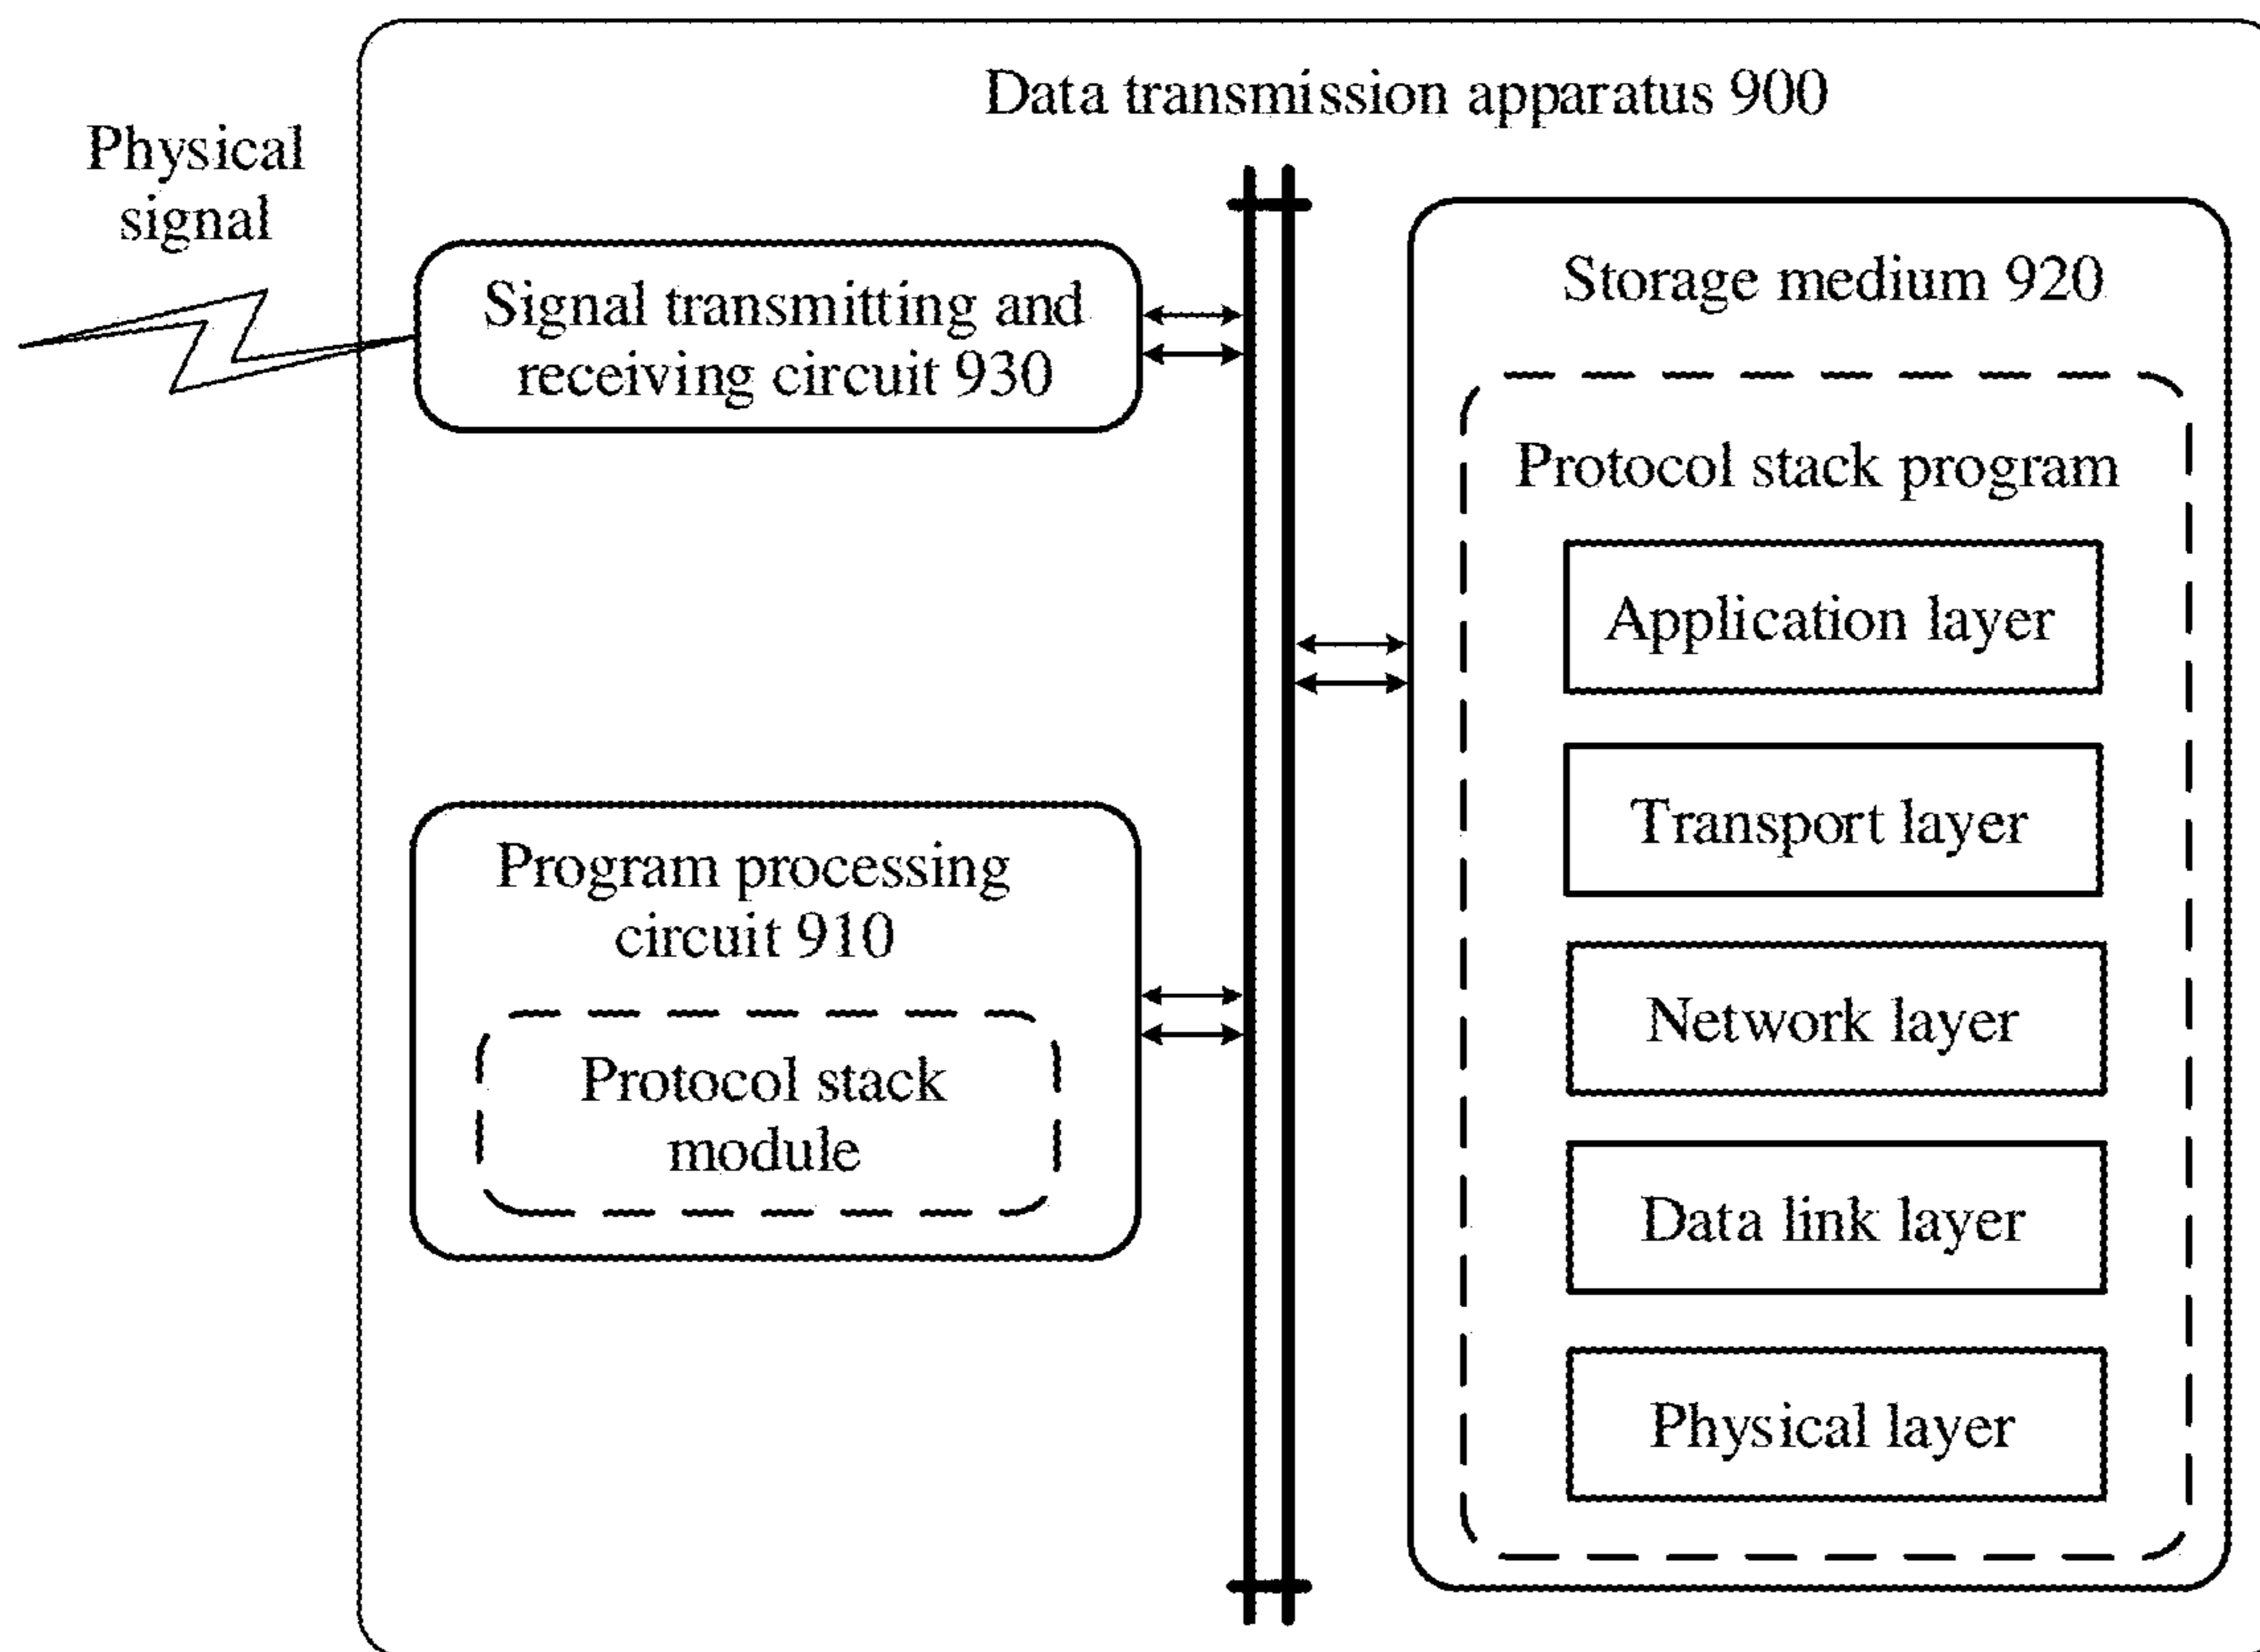 Data transmission apparatus 900
Physical
signal
Signal transmitting and
receiving circuit 930
Program processing
circuit 910
Protocol stack
module
Storage medium 920
Protocol stack program
Application layer
Transport layer
Network layer
Data link layer
Physical layer